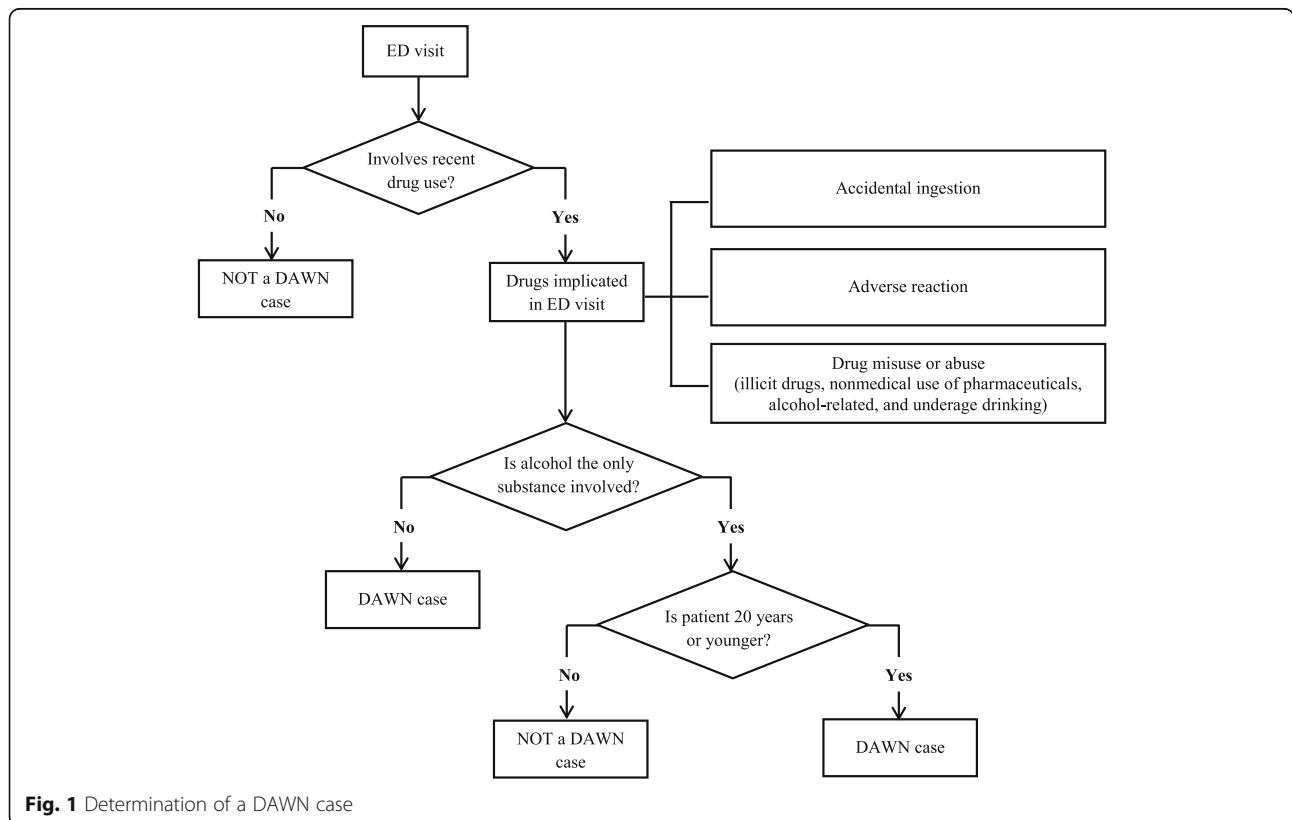 ED visit
Involves recent
drug use?
No
Yes
NOT a DAWN
case
Drugs implicated
in ED visit
Accidental ingestion
Adverse reaction
Drug misuse or abuse
(illicit drugs, nonmedical use of pharmaceuticals,
alcohol-related, and underage drinking)
Is alcohol the only
substance involved?
No
Yes
DAWN case
Is patient 20 years
or younger?
No
Yes
NOT a DAWN
case
DAWN case
Fig. 1 Determination of a DAWN case